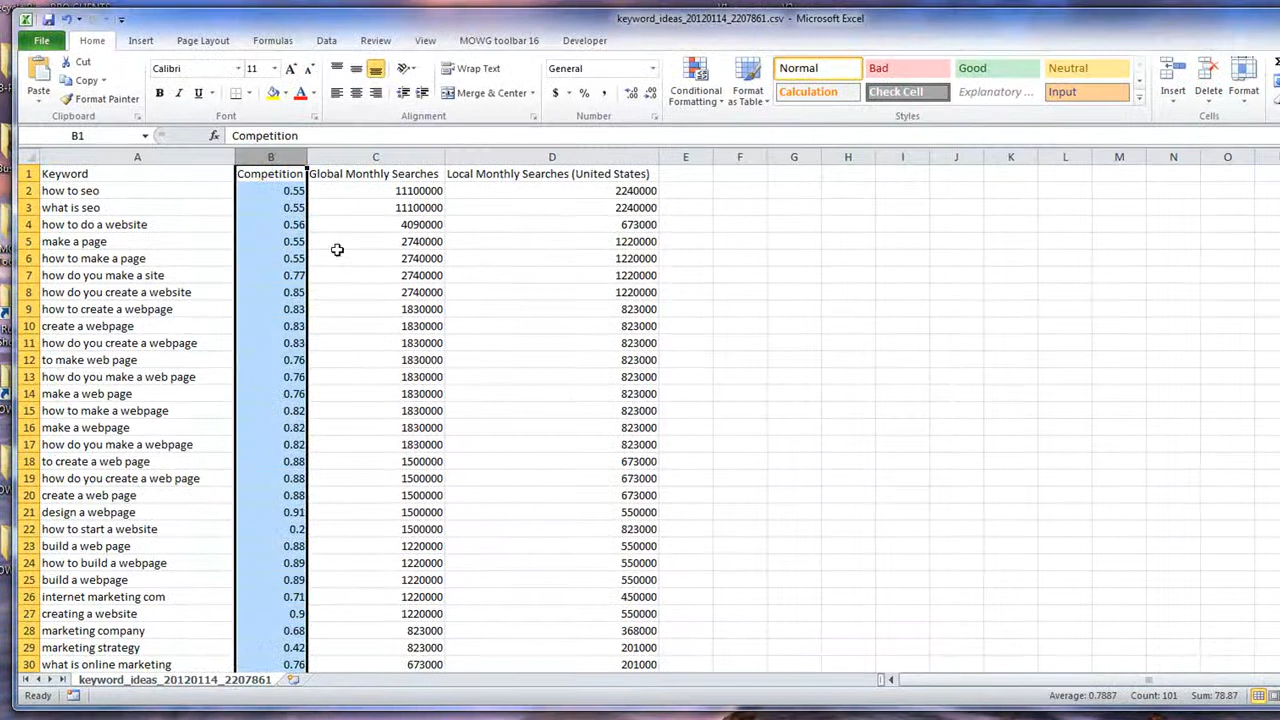 keyword_ideas_20120114_2207861.csv - Microsoft Excel
File Home Insert Page Layout Formulas Data Review View MOWG toolbar 16 Developer
Paste
Cut
Copy
Format Painter
Clipboard
Calibri 11
B I U
Font
Wrap Text
Merge & Center
Alignment
General
$ % ,
Number
Conditional Formatting
Format as Table
Normal Bad Good Neutral
Calculation Check Cell Explanatory ... Input
Styles
Insert Delete Format
Cells
B1 fx Competition
A B C D E F G H I J K L M N O
1 Keyword Competition Global Monthly Searches Local Monthly Searches (United States)
2 how to seo 0.55 11100000 2240000
3 what is seo 0.55 11100000 2240000
4 how to do a website 0.56 4090000 673000
5 make a page 0.55 2740000 1220000
6 how to make a page 0.55 2740000 1220000
7 how do you make a site 0.77 2740000 1220000
8 how do you create a website 0.85 2740000 1220000
9 how to create a webpage 0.83 1830000 823000
10 create a webpage 0.83 1830000 823000
11 how do you create a webpage 0.83 1830000 823000
12 to make web page 0.76 1830000 823000
13 how do you make a web page 0.76 1830000 823000
14 make a web page 0.76 1830000 823000
15 how to make a webpage 0.82 1830000 823000
16 make a webpage 0.82 1830000 823000
17 how do you make a webpage 0.82 1830000 823000
18 to create a web page 0.88 1500000 673000
19 how do you create a web page 0.88 1500000 673000
20 create a web page 0.88 1500000 673000
21 design a webpage 0.91 1500000 550000
22 how to start a website 0.2 1500000 823000
23 build a web page 0.88 1220000 550000
24 how to build a webpage 0.89 1220000 550000
25 build a webpage 0.89 1220000 550000
26 internet marketing com 0.71 1220000 450000
27 creating a website 0.9 1220000 550000
28 marketing company 0.68 823000 368000
29 marketing strategy 0.42 823000 201000
30 what is online marketing 0.76 673000 201000
keyword_ideas_20120114_2207861
Ready Average: 0.7887 Count: 101 Sum: 78.87